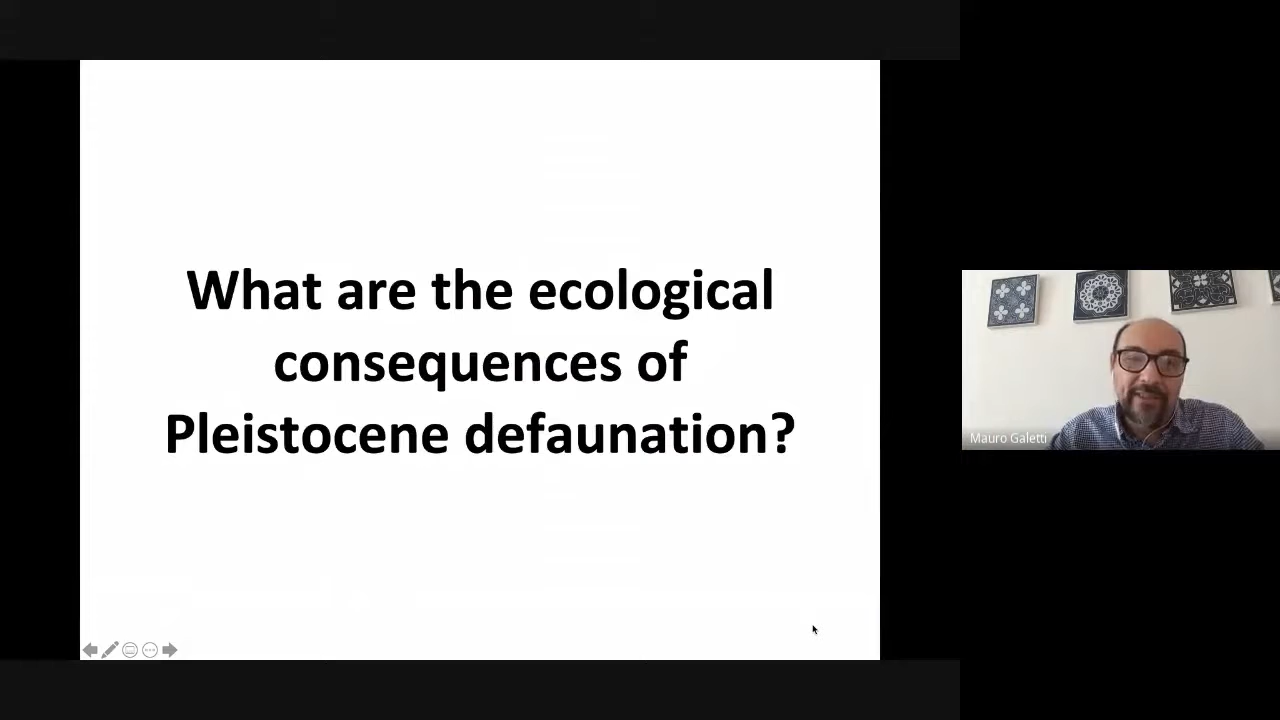 What are the ecological
consequences of
Pleistocene defaunation?
Mauro Galetti